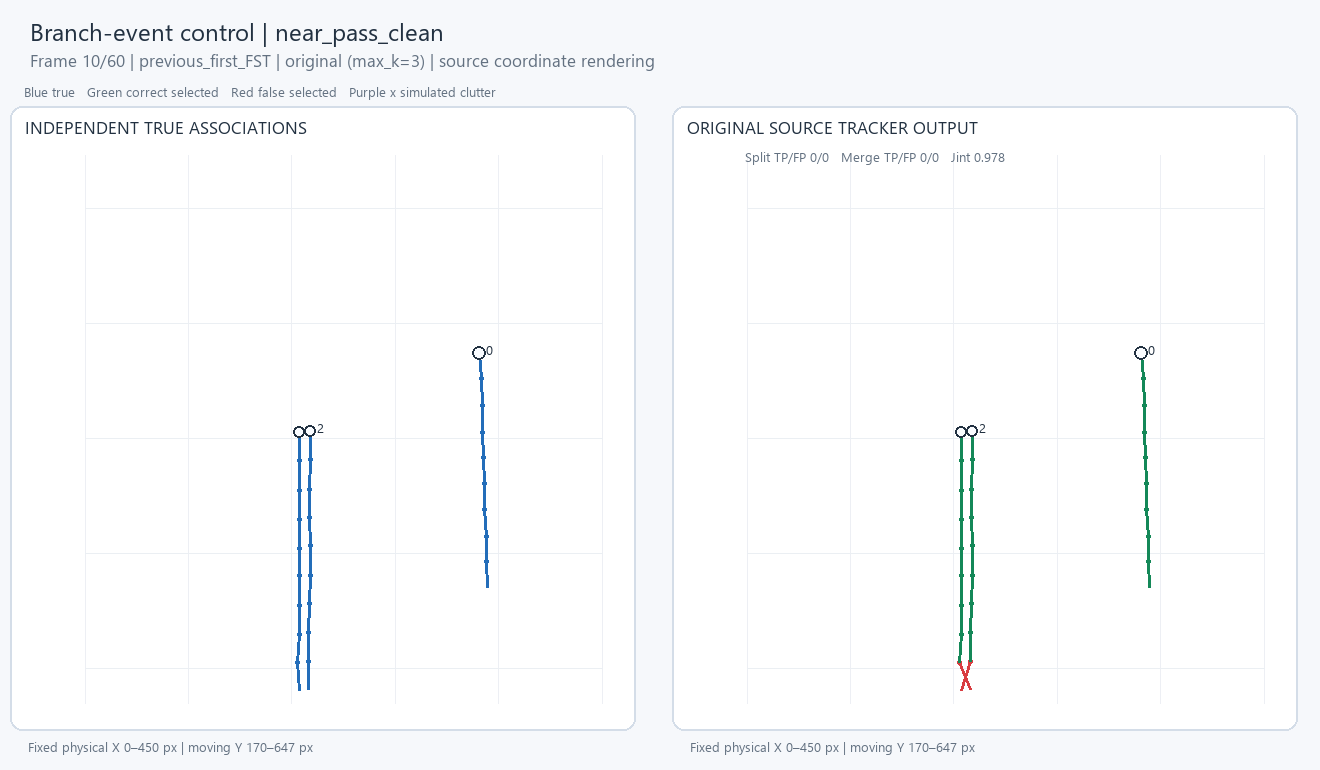 Branch-event control | near_pass_clean
Frame 10/60 | previous_first_FST | original (max_k=3) | source coordinate rendering
Blue true   Green correct selected   Red false selected   Purple x simulated clutter
INDEPENDENT TRUE ASSOCIATIONS
0
2
Fixed physical X 0–450 px | moving Y 170–647 px
ORIGINAL SOURCE TRACKER OUTPUT
Split TP/FP 0/0   Merge TP/FP 0/0   Jint 0.978
0
2
Fixed physical X 0–450 px | moving Y 170–647 px